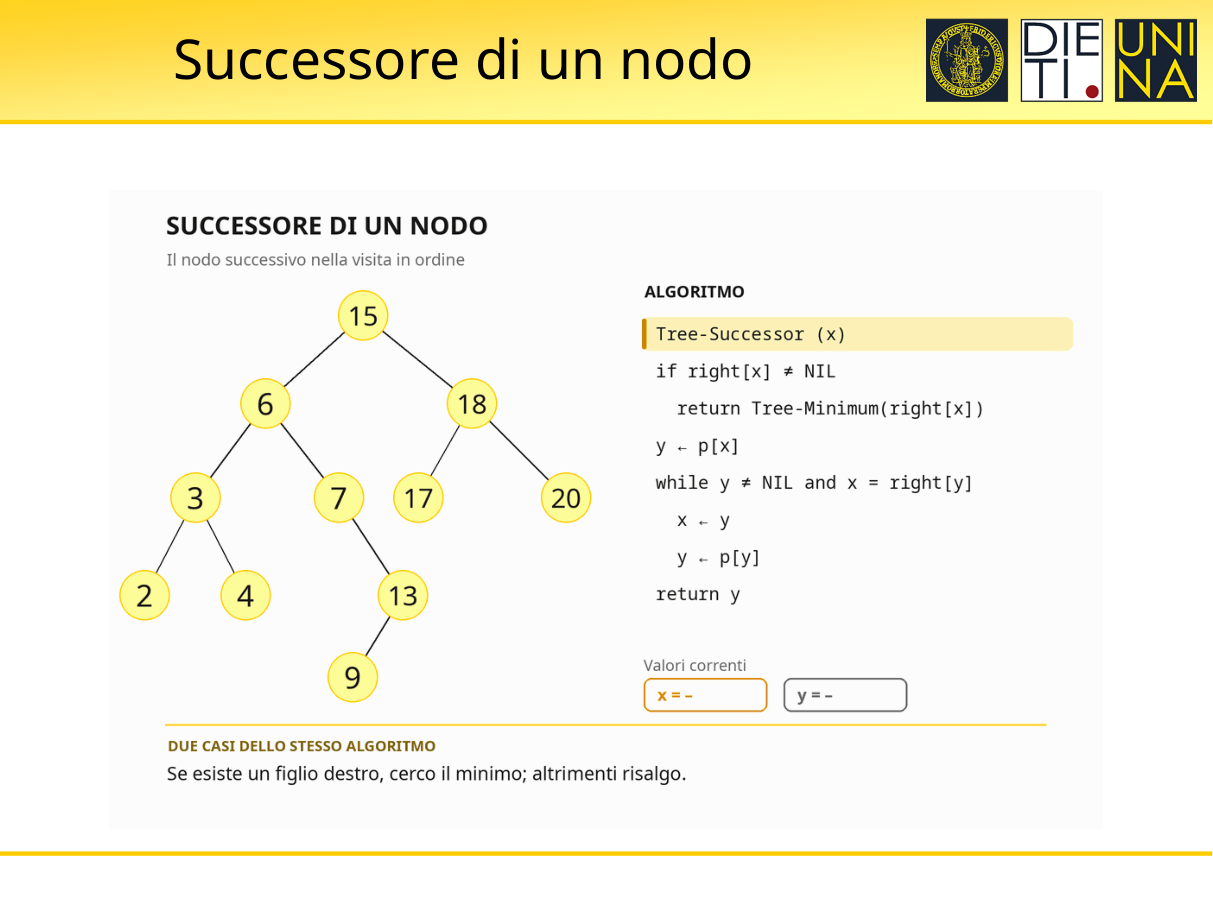 Successore di un nodo
DIE
TI.
UNI
NA
SUCCESSORE DI UN NODO
Il nodo successivo nella visita in ordine
15
6
18
3
7
17
20
2
4
13
9
ALGORITMO
Tree-Successor (x)
if right[x] ≠ NIL
return Tree-Minimum(right[x])
y ← p[x]
while y ≠ NIL and x = right[y]
x ← y
y ← p[y]
return y
Valori correnti
x = –
y = –
DUE CASI DELLO STESSO ALGORITMO
Se esiste un figlio destro, cerco il minimo; altrimenti risalgo.